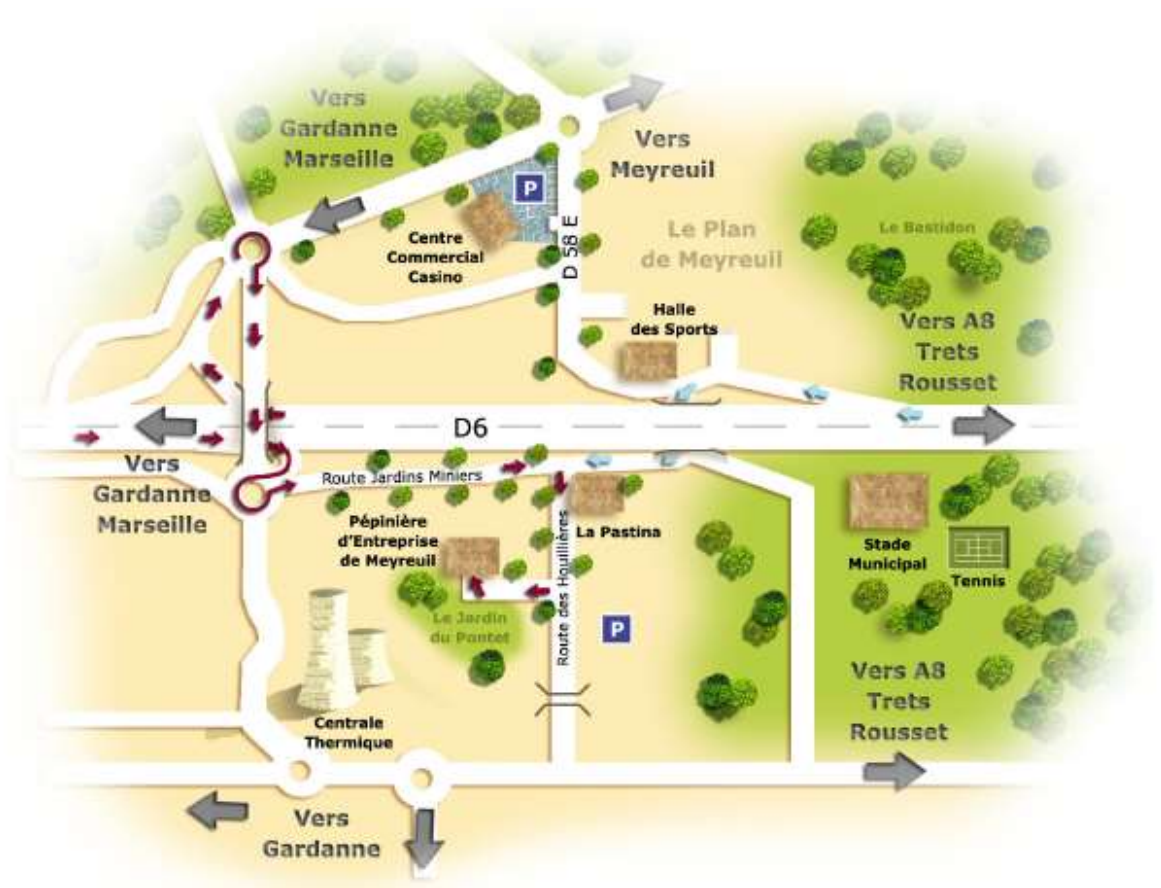 Vers
Gardanne
Marseille
Vers
Meyreuil
P
Centre
Commercial
Casino
D 58 E
Le Plan
de Meyreuil
Le Bastidon
Halle
des Sports
Vers A8
Trets
Rousset
D6
Vers
Gardanne
Marseille
Route Jardins Miniers
Pépinière
d'Entreprise
de Meyreuil
La Pastina
Route des Houillières
Stade
Municipal
Tennis
Le Jardin
du Pontet
P
Vers A8
Trets
Rousset
Centrale
Thermique
Vers
Gardanne